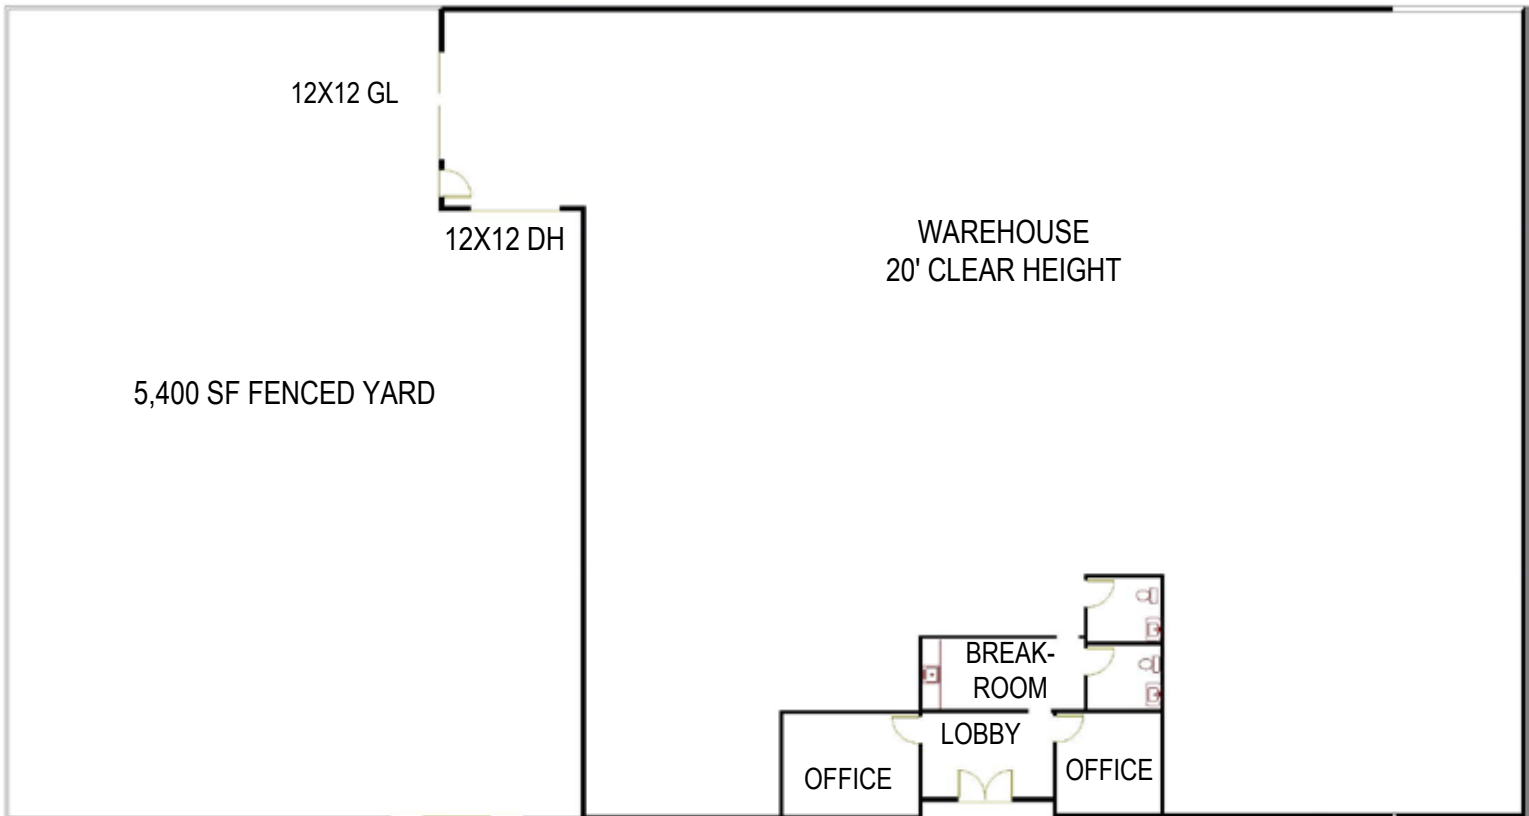 12X12 GL
12X12 DH
WAREHOUSE
20' CLEAR HEIGHT
5,400 SF FENCED YARD
BREAK-
ROOM
LOBBY
OFFICE
OFFICE